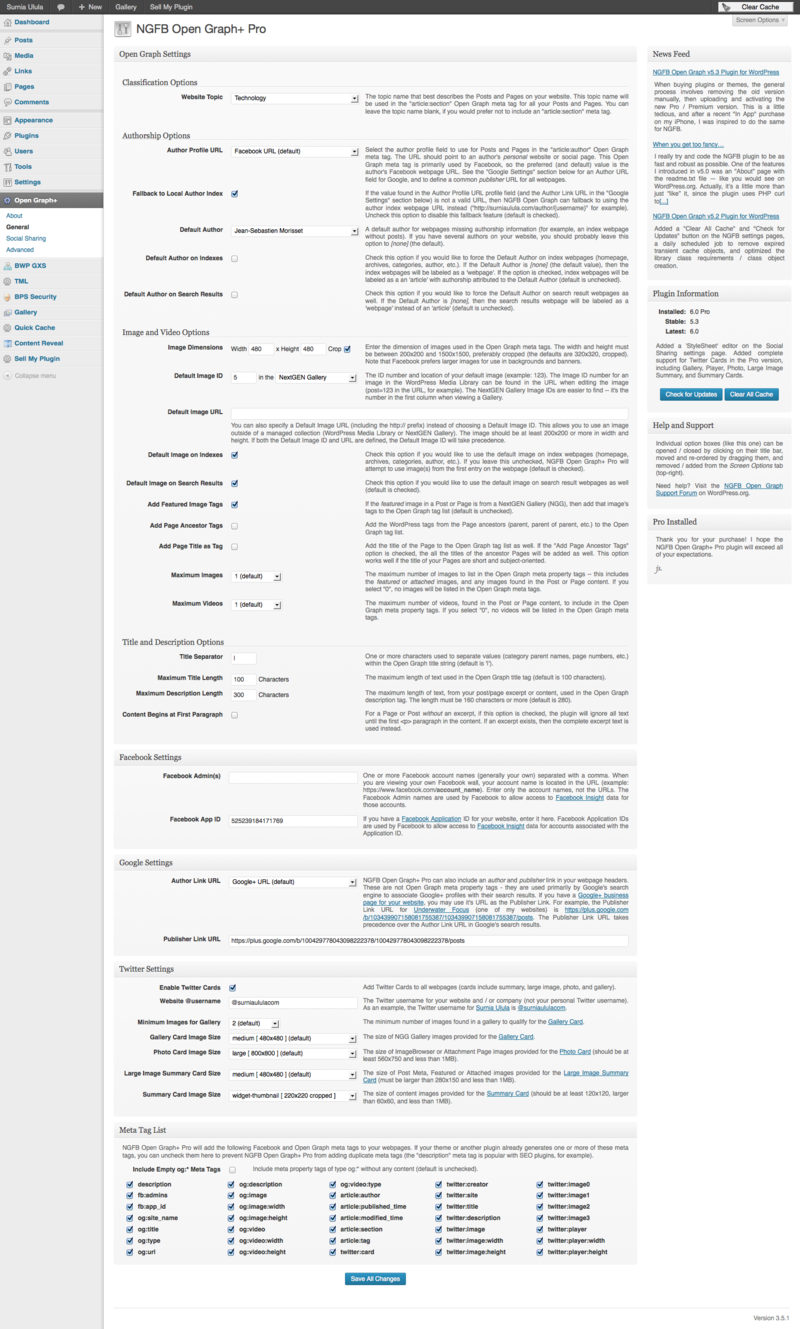 Surnia Ulula
+ New
Gallery
Sell My Plugin
Clear Cache
Screen Options
Dashboard
Posts
Media
Links
Pages
Comments
Appearance
Plugins
Users
Tools
Settings
Open Graph+
About
General
Social Sharing
Advanced
BWP GXS
TML
BPS Security
Gallery
Quick Cache
Content Reveal
Sell My Plugin
Collapse menu
NGFB Open Graph+ Pro
Open Graph Settings
Classification Options
Website Topic
Technology
The topic name that best describes the Posts and Pages on your website. This topic name will
be used in the "article:section" Open Graph meta tag for all your Posts and Pages. You can
leave the topic name blank, if you would prefer not to include an "article:section" meta tag.
Authorship Options
Author Profile URL
Facebook URL (default)
Select the author profile field to use for Posts and Pages in the "article:author" Open Graph
meta tag. The URL should point to an author's personal website or social page. This Open
Graph meta tag is primarily used by Facebook, so the preferred (and default) value is the
author's Facebook webpage URL. See the "Google Settings" section below for an Author URL
field for Google, and to define a common publisher URL for all webpages.
Fallback to Local Author Index
If the value found in the Author Profile URL profile field (and the Author Link URL in the "Google
Settings" section below) is not a valid URL, then NGFB Open Graph can fallback to using the
author index webpage URL instead ("http://surniaulula.com/author/{username}" for example).
Uncheck this option to disable this fallback feature (default is checked).
Default Author
Jean-Sebastien Morisset
A default author for webpages missing authorship information (for example, an index webpage
without posts). If you have several authors on your website, you should probably leave this
option to [none] (the default).
Default Author on Indexes
Check this option if you would like to force the Default Author on index webpages (homepage,
archives, categories, author, etc.). If the Default Author is [none] (the default value), then the
index webpages will be labeled as a 'webpage'. If the option is checked, index webpages will be
labeled as an 'article' with authorship attributed to the Default Author (default is unchecked).
Default Author on Search Results
Check this option if you would like to force the Default Author on search result webpages as
well. If the Default Author is [none], then the search results webpage will be labeled as a
'webpage' instead of an 'article' (default is unchecked).
Image and Video Options
Image Dimensions
Width 480 x Height 480 Crop
Enter the dimension of images used in the Open Graph meta tags. The width and height must
be between 200x200 and 1500x1500, preferably cropped (the defaults are 320x320, cropped).
Note that Facebook prefers larger images for use in backgrounds and banners.
Default Image ID
5 in the NextGEN Gallery
The ID number and location of your default image (example: 123). The Image ID number for an
image in the WordPress Media Library can be found in the URL when editing the image
(post=123 in the URL, for example). The NextGEN Gallery Image IDs are easier to find -- it's
the number in the first column when viewing a Gallery.
Default Image URL
You can also specify a Default Image URL (including the http:// prefix) instead of choosing a Default Image ID. This allows you to use an image
outside of a managed collection (WordPress Media Library or NextGEN Gallery). The image should be at least 200x200 or more in width and
height. If both the Default Image ID and URL are defined, the Default Image ID will take precedence.
Default Image on Indexes
Check this option if you would like to use the default image on index webpages (homepage,
archives, categories, author, etc.). If you leave this unchecked, NGFB Open Graph+ Pro will
attempt to use image(s) from the first entry on the webpage (default is checked).
Default Image on Search Results
Check this option if you would like to use the default image on search result webpages as well
(default is checked).
Add Featured Image Tags
If the featured image in a Post or Page is from a NextGEN Gallery (NGG), then add that image's
tags to the Open Graph tag list (default is unchecked).
Add Page Ancestor Tags
Add the WordPress tags from the Page ancestors (parent, parent of parent, etc.) to the Open
Graph tag list.
Add Page Title as Tag
Add the title of the Page to the Open Graph tag list as well. If the "Add Page Ancestor Tags"
option is checked, the all the titles of the ancestor Pages will be added as well. This option
works well if the title of your Pages are short and subject-oriented.
Maximum Images
1 (default)
The maximum number of images to list in the Open Graph meta property tags -- this includes
the featured or attached images, and any images found in the Post or Page content. If you
select "0", no images will be listed in the Open Graph meta tags.
Maximum Videos
1 (default)
The maximum number of videos, found in the Post or Page content, to include in the Open
Graph meta property tags. If you select "0", no videos will be listed in the Open Graph meta
tags.
Title and Description Options
Title Separator
|
One or more characters used to separate values (category parent names, page numbers, etc.)
within the Open Graph title string (default is '|').
Maximum Title Length
100 Characters
The maximum length of text used in the Open Graph title tag (default is 100 characters).
Maximum Description Length
300 Characters
The maximum length of text, from your post/page excerpt or content, used in the Open Graph
description tag. The length must be 160 characters or more (default is 280).
Content Begins at First Paragraph
For a Page or Post without an excerpt, if this option is checked, the plugin will ignore all text
until the first <p> paragraph in the content. If an excerpt exists, then the complete excerpt text is
used instead.
Facebook Settings
Facebook Admin(s)
One or more Facebook account names (generally your own) separated with a comma. When
you are viewing your own Facebook wall, your account name is located in the URL (example:
https://www.facebook.com/account_name). Enter only the account names, not the URLs. The
Facebook Admin names are used by Facebook to allow access to Facebook Insight data for
those accounts.
Facebook App ID
525239184171769
If you have a Facebook Application ID for your website, enter it here. Facebook Application IDs
are used by Facebook to allow access to Facebook Insight data for accounts associated with the
Application ID.
Google Settings
Author Link URL
Google+ URL (default)
NGFB Open Graph+ Pro can also include an author and publisher link in your webpage headers.
These are not Open Graph meta property tags - they are used primarily by Google's search
engine to associate Google+ profiles with their search results. If you have a Google+ business
page for your website, you may use it's URL as the Publisher Link. For example, the Publisher
Link URL for Underwater Focus (one of my websites) is https://plus.google.com
/b/103439907158081755387/103439907158081755387/posts. The Publisher Link URL takes
precedence over the Author Link URL in Google's search results.
Publisher Link URL
https://plus.google.com/b/100429778043098222378/100429778043098222378/posts
Twitter Settings
Enable Twitter Cards
Add Twitter Cards to all webpages (cards include summary, large image, photo, and gallery).
Website @username
@surniaululacom
The Twitter username for your website and / or company (not your personal Twitter username).
As an example, the Twitter username for Surnia Ulula is @surniaululacom.
Minimum Images for Gallery
2 (default)
The minimum number of images found in a gallery to qualify for the Gallery Card.
Gallery Card Image Size
medium [ 480x480 ] (default)
The size of NGG Gallery images provided for the Gallery Card.
Photo Card Image Size
large [ 800x800 ] (default)
The size of ImageBrowser or Attachment Page images provided for the Photo Card (should be at
least 560x750 and less than 1MB).
Large Image Summary Card Size
medium [ 480x480 ] (default)
The size of Post Meta, Featured or Attached images provided for the Large Image Summary
Card (must be larger than 280x150 and less than 1MB).
Summary Card Image Size
widget-thumbnail [ 220x220 cropped ]
The size of content images provided for the Summary Card (should be at least 120x120, larger
than 60x60, and less than 1MB).
Meta Tag List
NGFB Open Graph+ Pro will add the following Facebook and Open Graph meta tags to your webpages. If your theme or another plugin already generates one or more of these meta
tags, you can uncheck them here to prevent NGFB Open Graph+ Pro from adding duplicate meta tags (the "description" meta tag is popular with SEO plugins, for example).
Include Empty og:* Meta Tags
Include meta property tags of type og:* without any content (default is unchecked).
description og:description og:video:type twitter:creator twitter:image0
fb:admins og:image article:author twitter:site twitter:image1
fb:app_id og:image:width article:published_time twitter:title twitter:image2
og:site_name og:image:height article:modified_time twitter:description twitter:image3
og:title og:video article:section twitter:image twitter:player
og:type og:video:width article:tag twitter:image:width twitter:player:width
og:url og:video:height twitter:card twitter:image:height twitter:player:height
Save All Changes
News Feed
NGFB Open Graph v5.3 Plugin for WordPress
When buying plugins or themes, the general
process involves removing the old version
manually, then uploading and activating the
new Pro / Premium version. This is a little
tedious, and after a recent "In App" purchase
on my iPhone, I was inspired to do the same
for NGFB.
When you get too fancy…
I really try and code the NGFB plugin to be as
fast and robust as possible. One of the features
I introduced in v5.0 was an "About" page with
the readme.txt file -- like you would see on
WordPress.org. Actually, it's a little more than
just "like" it, since the plugin uses PHP curl
to[...]
NGFB Open Graph v5.2 Plugin for WordPress
Added a "Clear All Cache" and "Check for
Updates" button on the NGFB settings pages,
a daily scheduled job to remove expired
transient cache objects, and optimized the
library class requirements / class object
creation.
Plugin Information
Installed: 6.0 Pro
Stable: 5.3
Latest: 6.0
Added a 'StyleSheet' editor on the Social
Sharing settings page. Added complete
support for Twitter Cards in the Pro version,
including Gallery, Player, Photo, Large Image
Summary, and Summary Cards.
Check for Updates
Clear All Cache
Help and Support
Individual option boxes (like this one) can be
opened / closed by clicking on their title bar,
moved and re-ordered by dragging them, and
removed / added from the Screen Options tab
(top-right).
Need help? Visit the NGFB Open Graph
Support Forum on WordPress.org.
Pro Installed
Thank you for your purchase! I hope the
NGFB Open Graph+ Pro plugin will exceed all
of your expectations.
js.
Version 3.5.1